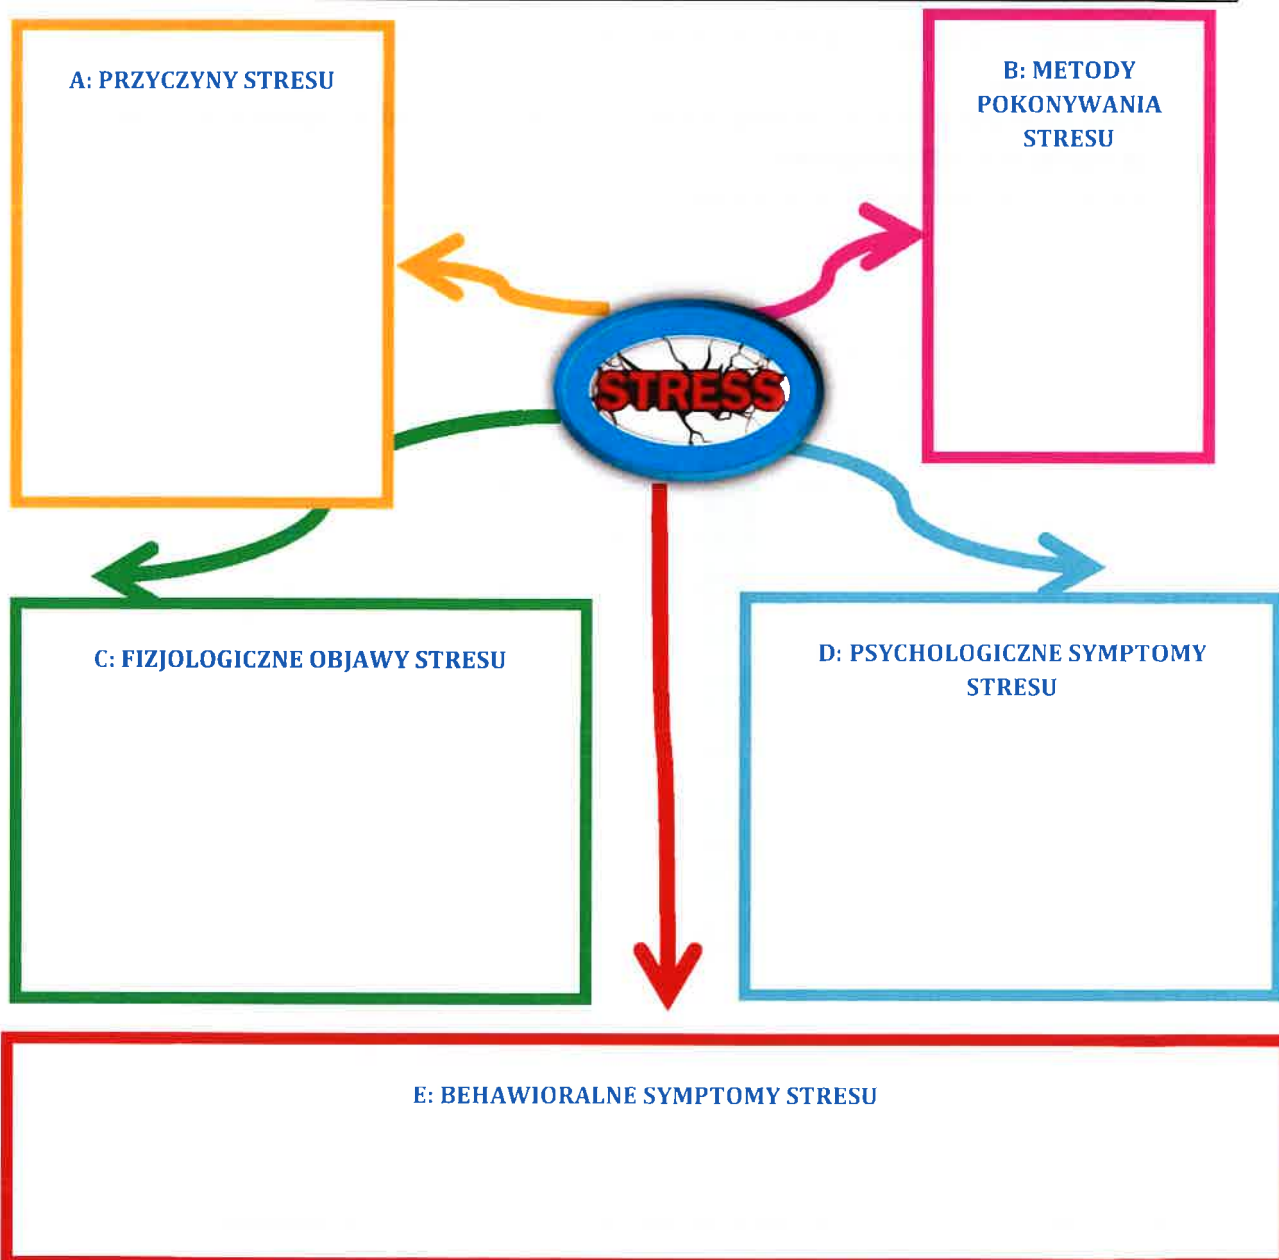 A: PRZYCZYNY STRESU
B: METODY
POKONYWANIA
STRESU
STRESS
C: FIZJOLOGICZNE OBJAWY STRESU
D: PSYCHOLOGICZNE SYMPTOMY
STRESU
E: BEHAWIORALNE SYMPTOMY STRESU